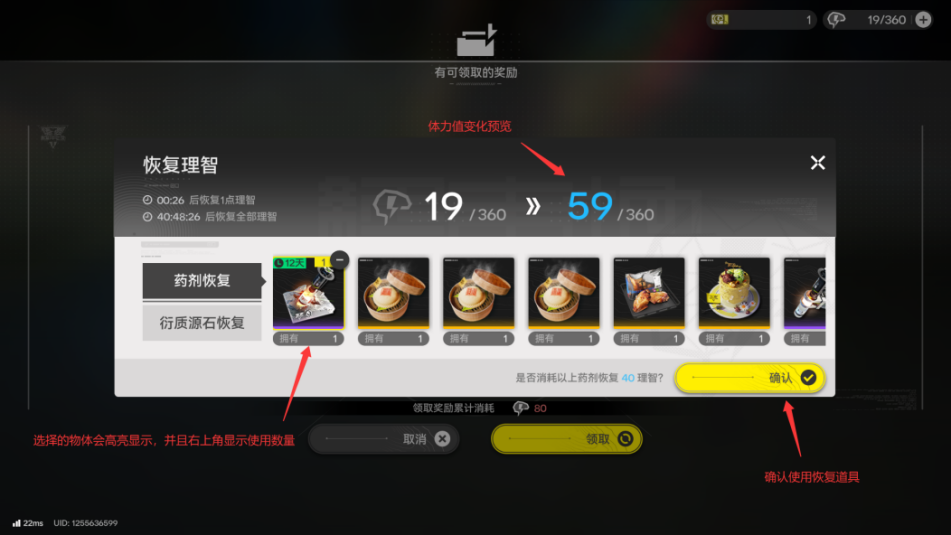 1
19/360
有可领取的奖励
体力值变化预览
恢复理智
00:26 后恢复1点理智
40:48:26 后恢复全部理智
19 /360
59 /360
药剂恢复
衍质源石恢复
12天
1
拥有 1
拥有 1
拥有 1
拥有 1
拥有 1
拥有 1
拥有
是否消耗以上药剂恢复 40 理智?
确认
领取奖励累计消耗 80
取消
领取
选择的物体会高亮显示，并且右上角显示使用数量
确认使用恢复道具
22ms UID: 1255636599